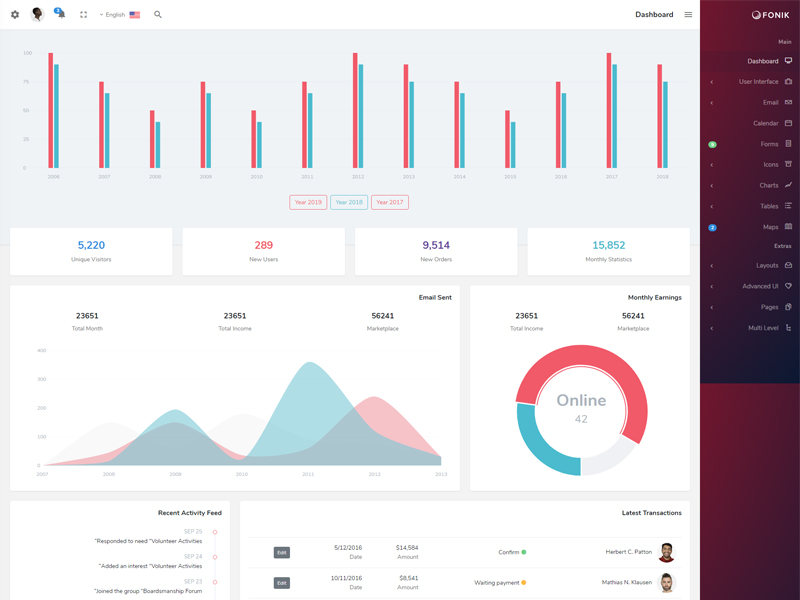 3
English
Dashboard
FONIK
Main
Dashboard
User Interface
Email
Calendar
Forms
Icons
Charts
Tables
Maps
Extras
Layouts
Advanced UI
Pages
Multi Level
100
75
50
25
0
2006 2007 2008 2009 2010 2011 2012 2013 2014 2015 2016 2017 2018
Year 2019 Year 2018 Year 2017
5,220 289 9,514 15,852
Unique Visitors New Users New Orders Monthly Statistics
Email Sent
23651 23651 56241
Total Month Total Income Marketplace
400
300
200
100
0
2007 2008 2009 2010 2011 2012 2013
Monthly Earnings
23651 56241
Total Income Marketplace
Online
42
Recent Activity Feed
SEP 25
"Responded to need "Volunteer Activities
SEP 24
"Added an interest "Volunteer Activities
SEP 23
"Joined the group "Boardsmanship Forum
Latest Transactions
Edit 5/12/2016 $14,584 Confirm Herbert C. Patton
Date Amount
Edit 10/11/2016 $8,541 Waiting payment Mathias N. Klausen
Date Amount